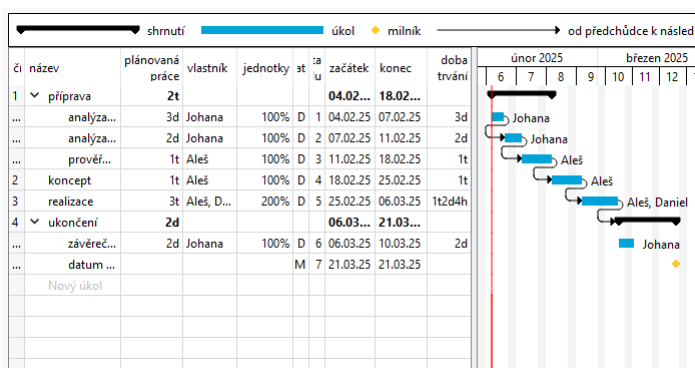 shrnutí úkol milník od předchůdce k násled
čí název plánovaná práce vlastník jednotky at :a lu začátek konec doba trvání únor 2025 březen 2025
6 7 8 9 10 11 12
1 příprava 2t 04.02... 18.02...
... analýza... 3d Johana 100% D 1 04.02.25 07.02.25 3d Johana
... analýza... 2d Johana 100% D 2 07.02.25 11.02.25 2d Johana
... prověř... 1t Aleš 100% D 3 11.02.25 18.02.25 1t Aleš
2 koncept 1t Aleš 100% D 4 18.02.25 25.02.25 1t Aleš
3 realizace 3t Aleš, D... 200% D 5 25.02.25 06.03.25 1t2d4h Aleš, Daniel
4 ukončení 2d 06.03... 21.03...
... závěreč... 2d Johana 100% D 6 06.03.25 10.03.25 2d Johana
... datum ... M 7 21.03.25 21.03.25
Nový úkol